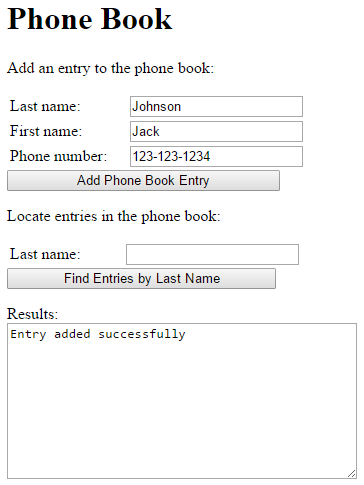 Phone Book
Add an entry to the phone book:
Last name: Johnson
First name: Jack
Phone number: 123-123-1234
Add Phone Book Entry
Locate entries in the phone book:
Last name:
Find Entries by Last Name
Results:
Entry added successfully